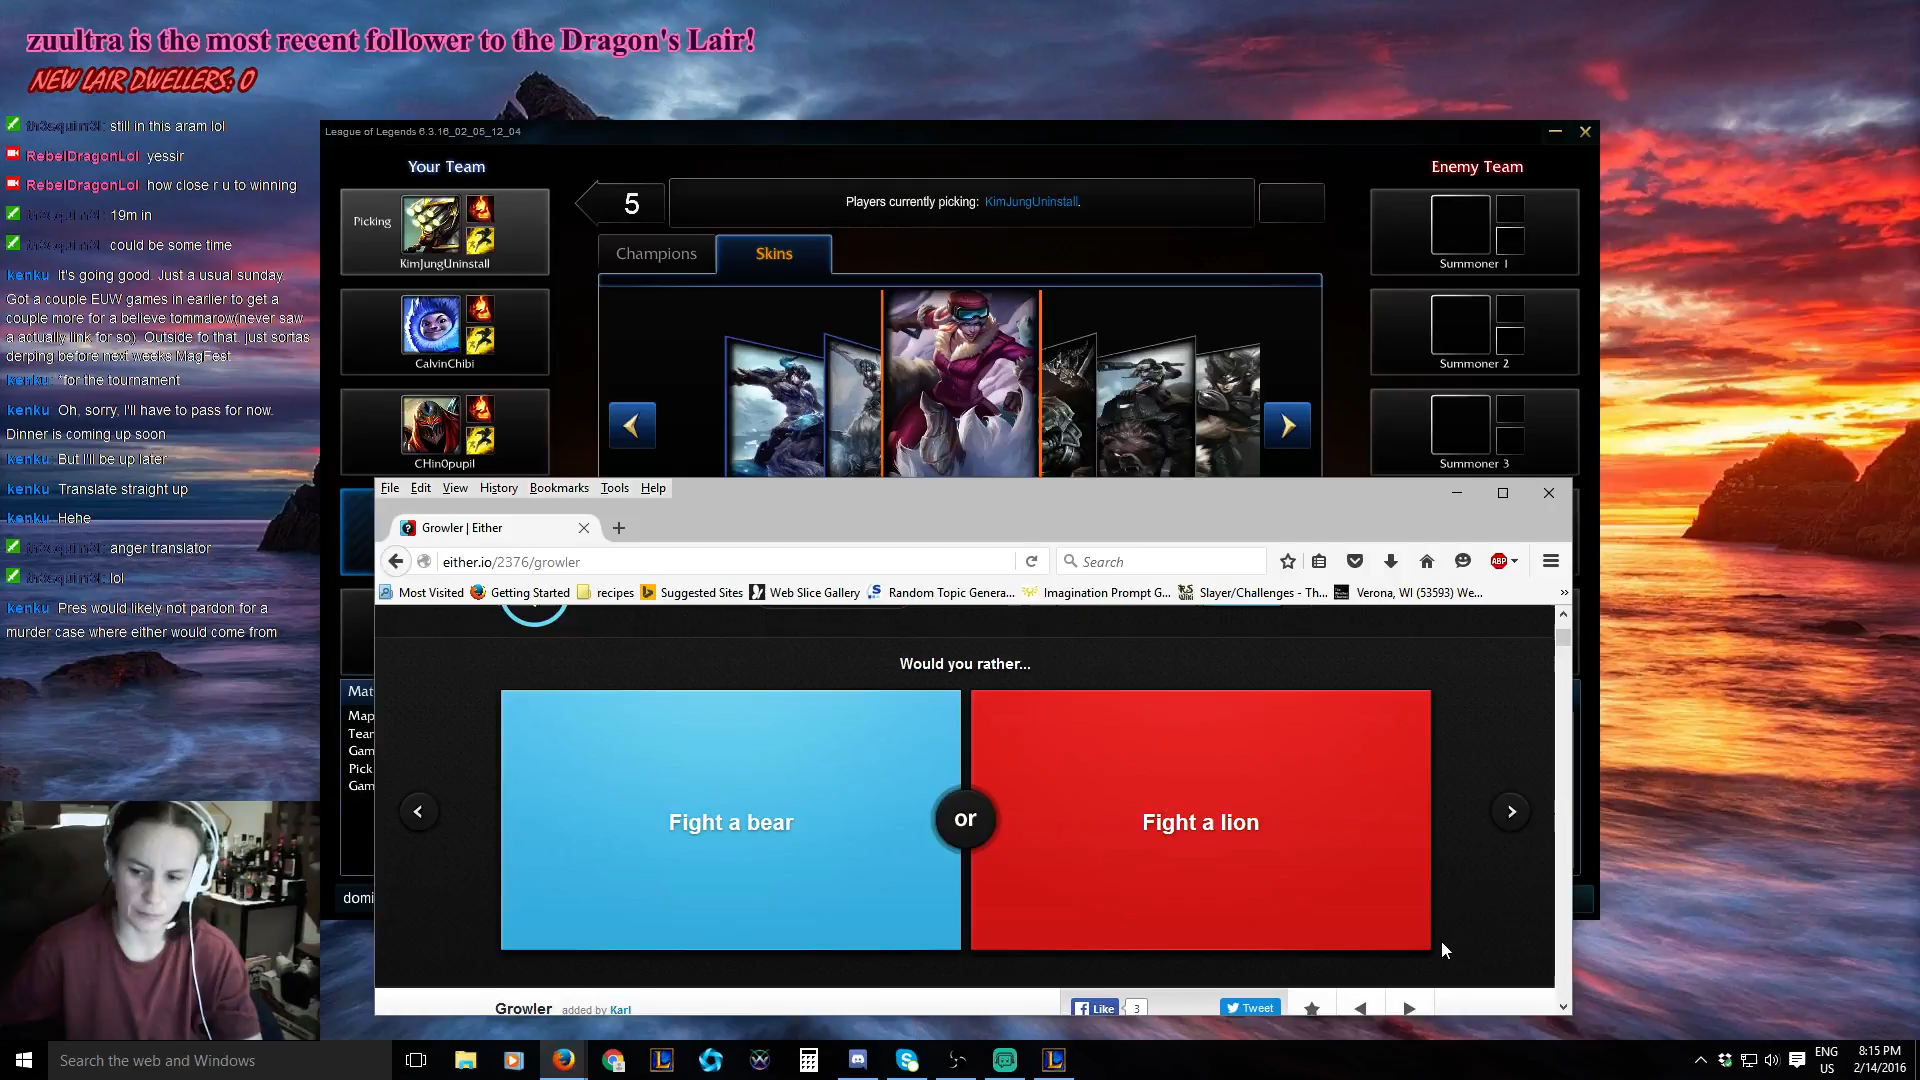 zuultra is the most recent follower to the Dragon's Lair!
NEW LAIR DWELLERS: 0
still in this aram lol
RebelDragonLol: yessir
RebelDragonLol: how close r u to winning
19m in
could be some time
kenku: It's going good. Just a usual sunday.
Got a couple EUW games in earlier to get a
couple more for a believe tommarow(never saw
a actually link for so). Outside fo that. just sortas
derping before next weeks MagFest
kenku: *for the tournament
kenku: Oh, sorry, I'll have to pass for now.
Dinner is coming up soon
kenku: But I'll be up later
kenku: Translate straight up
kenku: Hehe
anger translator
lol
kenku: Pres would likely not pardon for a
murder case where either would come from
League of Legends 6.3.16_02_05_12_04
Your Team
Enemy Team
Picking
KimJungUninstall
CalvinChibi
CHin0pupil
5
Players currently picking: KimJungUninstall.
Champions
Skins
Summoner 1
Summoner 2
Summoner 3
Mat
Map
Tear
Gam
Pick
Gam
domi
File Edit View History Bookmarks Tools Help
Growler | Either
either.io/2376/growler
Search
ABP
Most Visited Getting Started recipes Suggested Sites Web Slice Gallery Random Topic Genera... Imagination Prompt G... Slayer/Challenges - Th... Verona, WI (53593) We...
Would you rather...
Fight a bear
or
Fight a lion
Growler added by Karl
Like 3
Tweet
Search the web and Windows
ENG
US
8:15 PM
2/14/2016